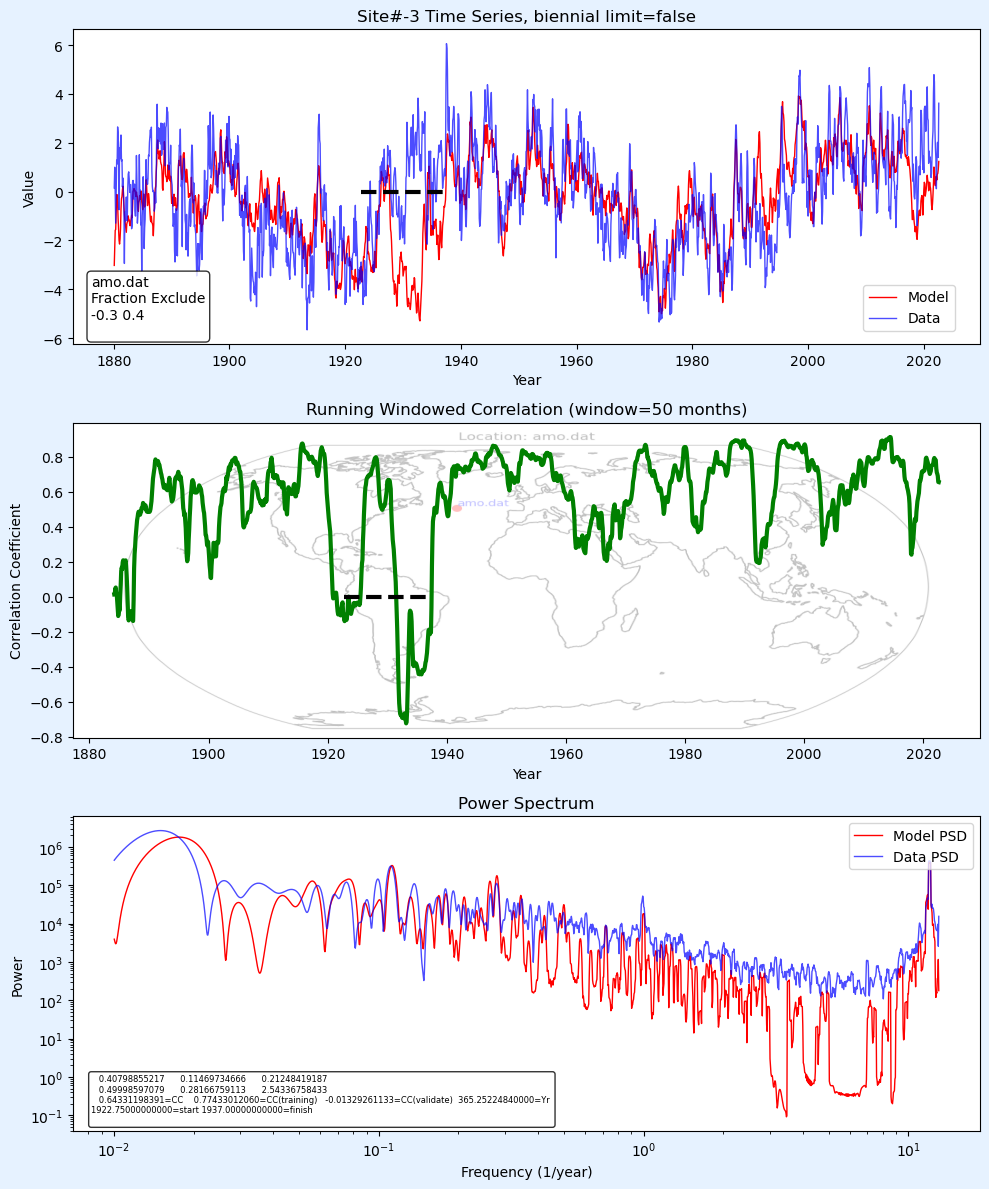 Site#-3 Time Series, biennial limit=false
6
4
2
0
−2
−4
−6
Value
amo.dat
Fraction Exclude
-0.3 0.4
Model
Data
1880 1900 1920 1940 1960 1980 2000 2020
Year
Running Windowed Correlation (window=50 months)
Location: amo.dat
amo.dat
0.8
0.6
0.4
0.2
0.0
−0.2
−0.4
−0.6
−0.8
Correlation Coefficient
1880 1900 1920 1940 1960 1980 2000 2020
Year
Power Spectrum
Model PSD
Data PSD
10⁶
10⁵
10⁴
10³
10²
10¹
10⁰
10⁻¹
Power
0.40798855217 0.11469734666 0.21248419187
0.49998597079 0.28166759113 2.54336758433
0.64331198391=CC 0.77433012060=CC(training) -0.01329261133=CC(validate) 365.25224840000=Yr
1922.75000000000=start 1937.00000000000=finish
10⁻² 10⁻¹ 10⁰ 10¹
Frequency (1/year)